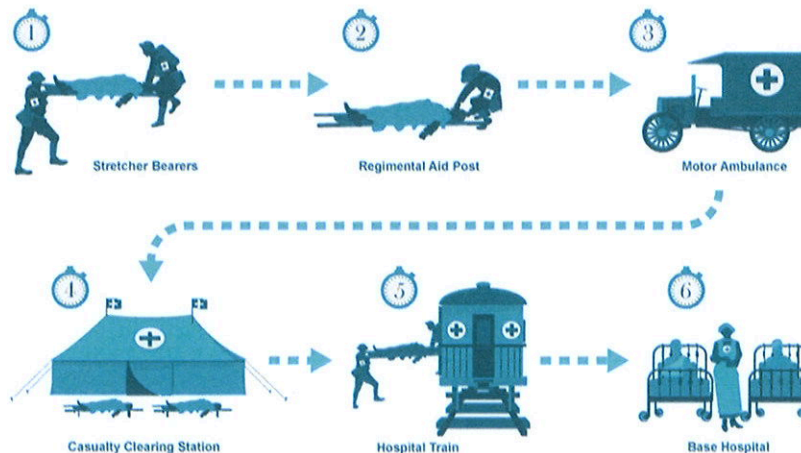 1
2
3
Stretcher Bearers
Regimental Aid Post
Motor Ambulance
4
5
6
Casualty Clearing Station
Hospital Train
Base Hospital